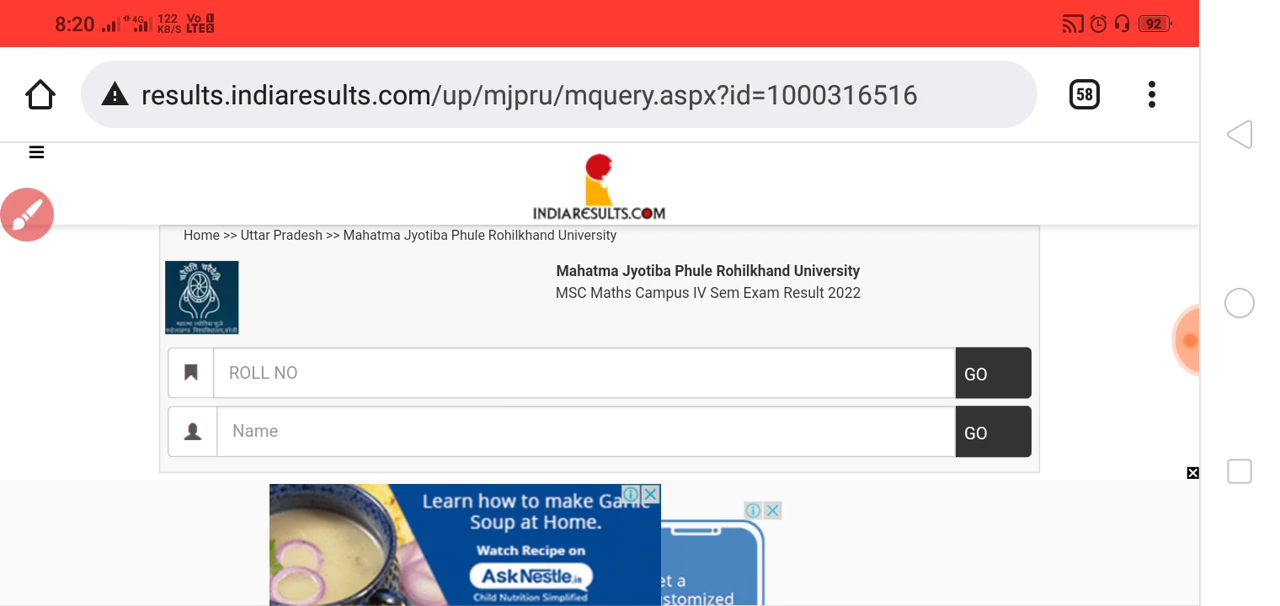 8:20 4G 122 KB/S Vo LTE 1 2 92
results.indiaresults.com/up/mjpru/mquery.aspx?id=1000316516 58
INDIARESULTS.COM
Home >> Uttar Pradesh >> Mahatma Jyotiba Phule Rohilkhand University
Mahatma Jyotiba Phule Rohilkhand University
MSC Maths Campus IV Sem Exam Result 2022
ROLL NO GO
Name GO
Learn how to make Garlic
Soup at Home.
Watch Recipe on
AskNestle.in
Child Nutrition Simplified